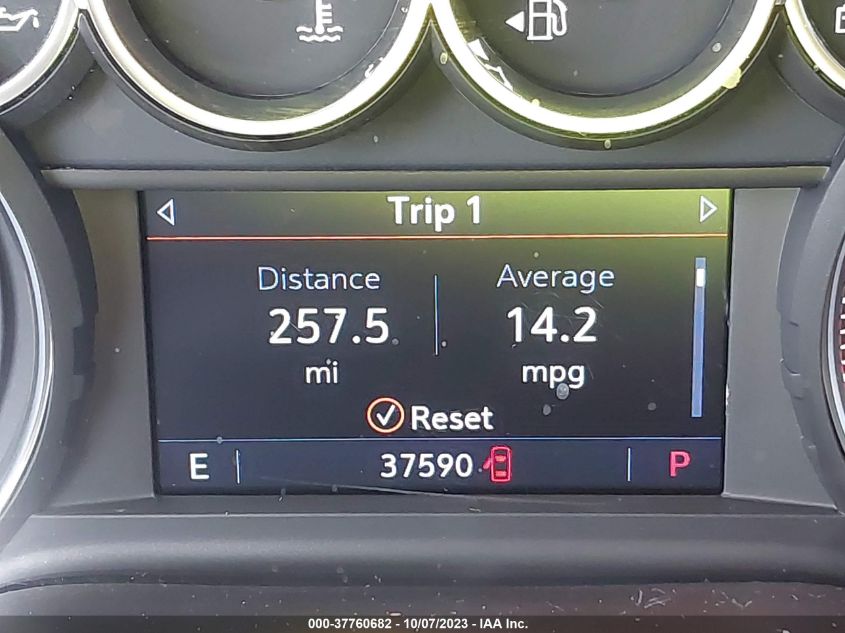 Trip 1
Distance Average
257.5 14.2
mi mpg
Reset
E 37590 P
000-37760682 - 10/07/2023 - IAA Inc.